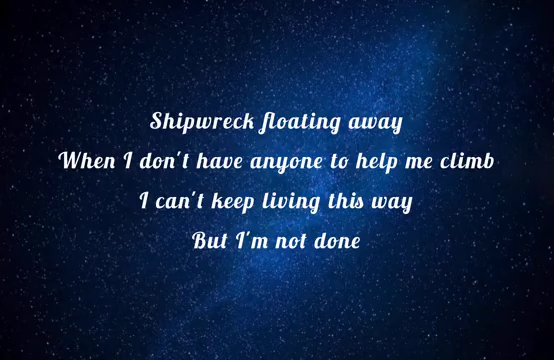 Shipwreck floating away
When I don't have anyone to help me climb
I can't keep living this way
But I'm not done